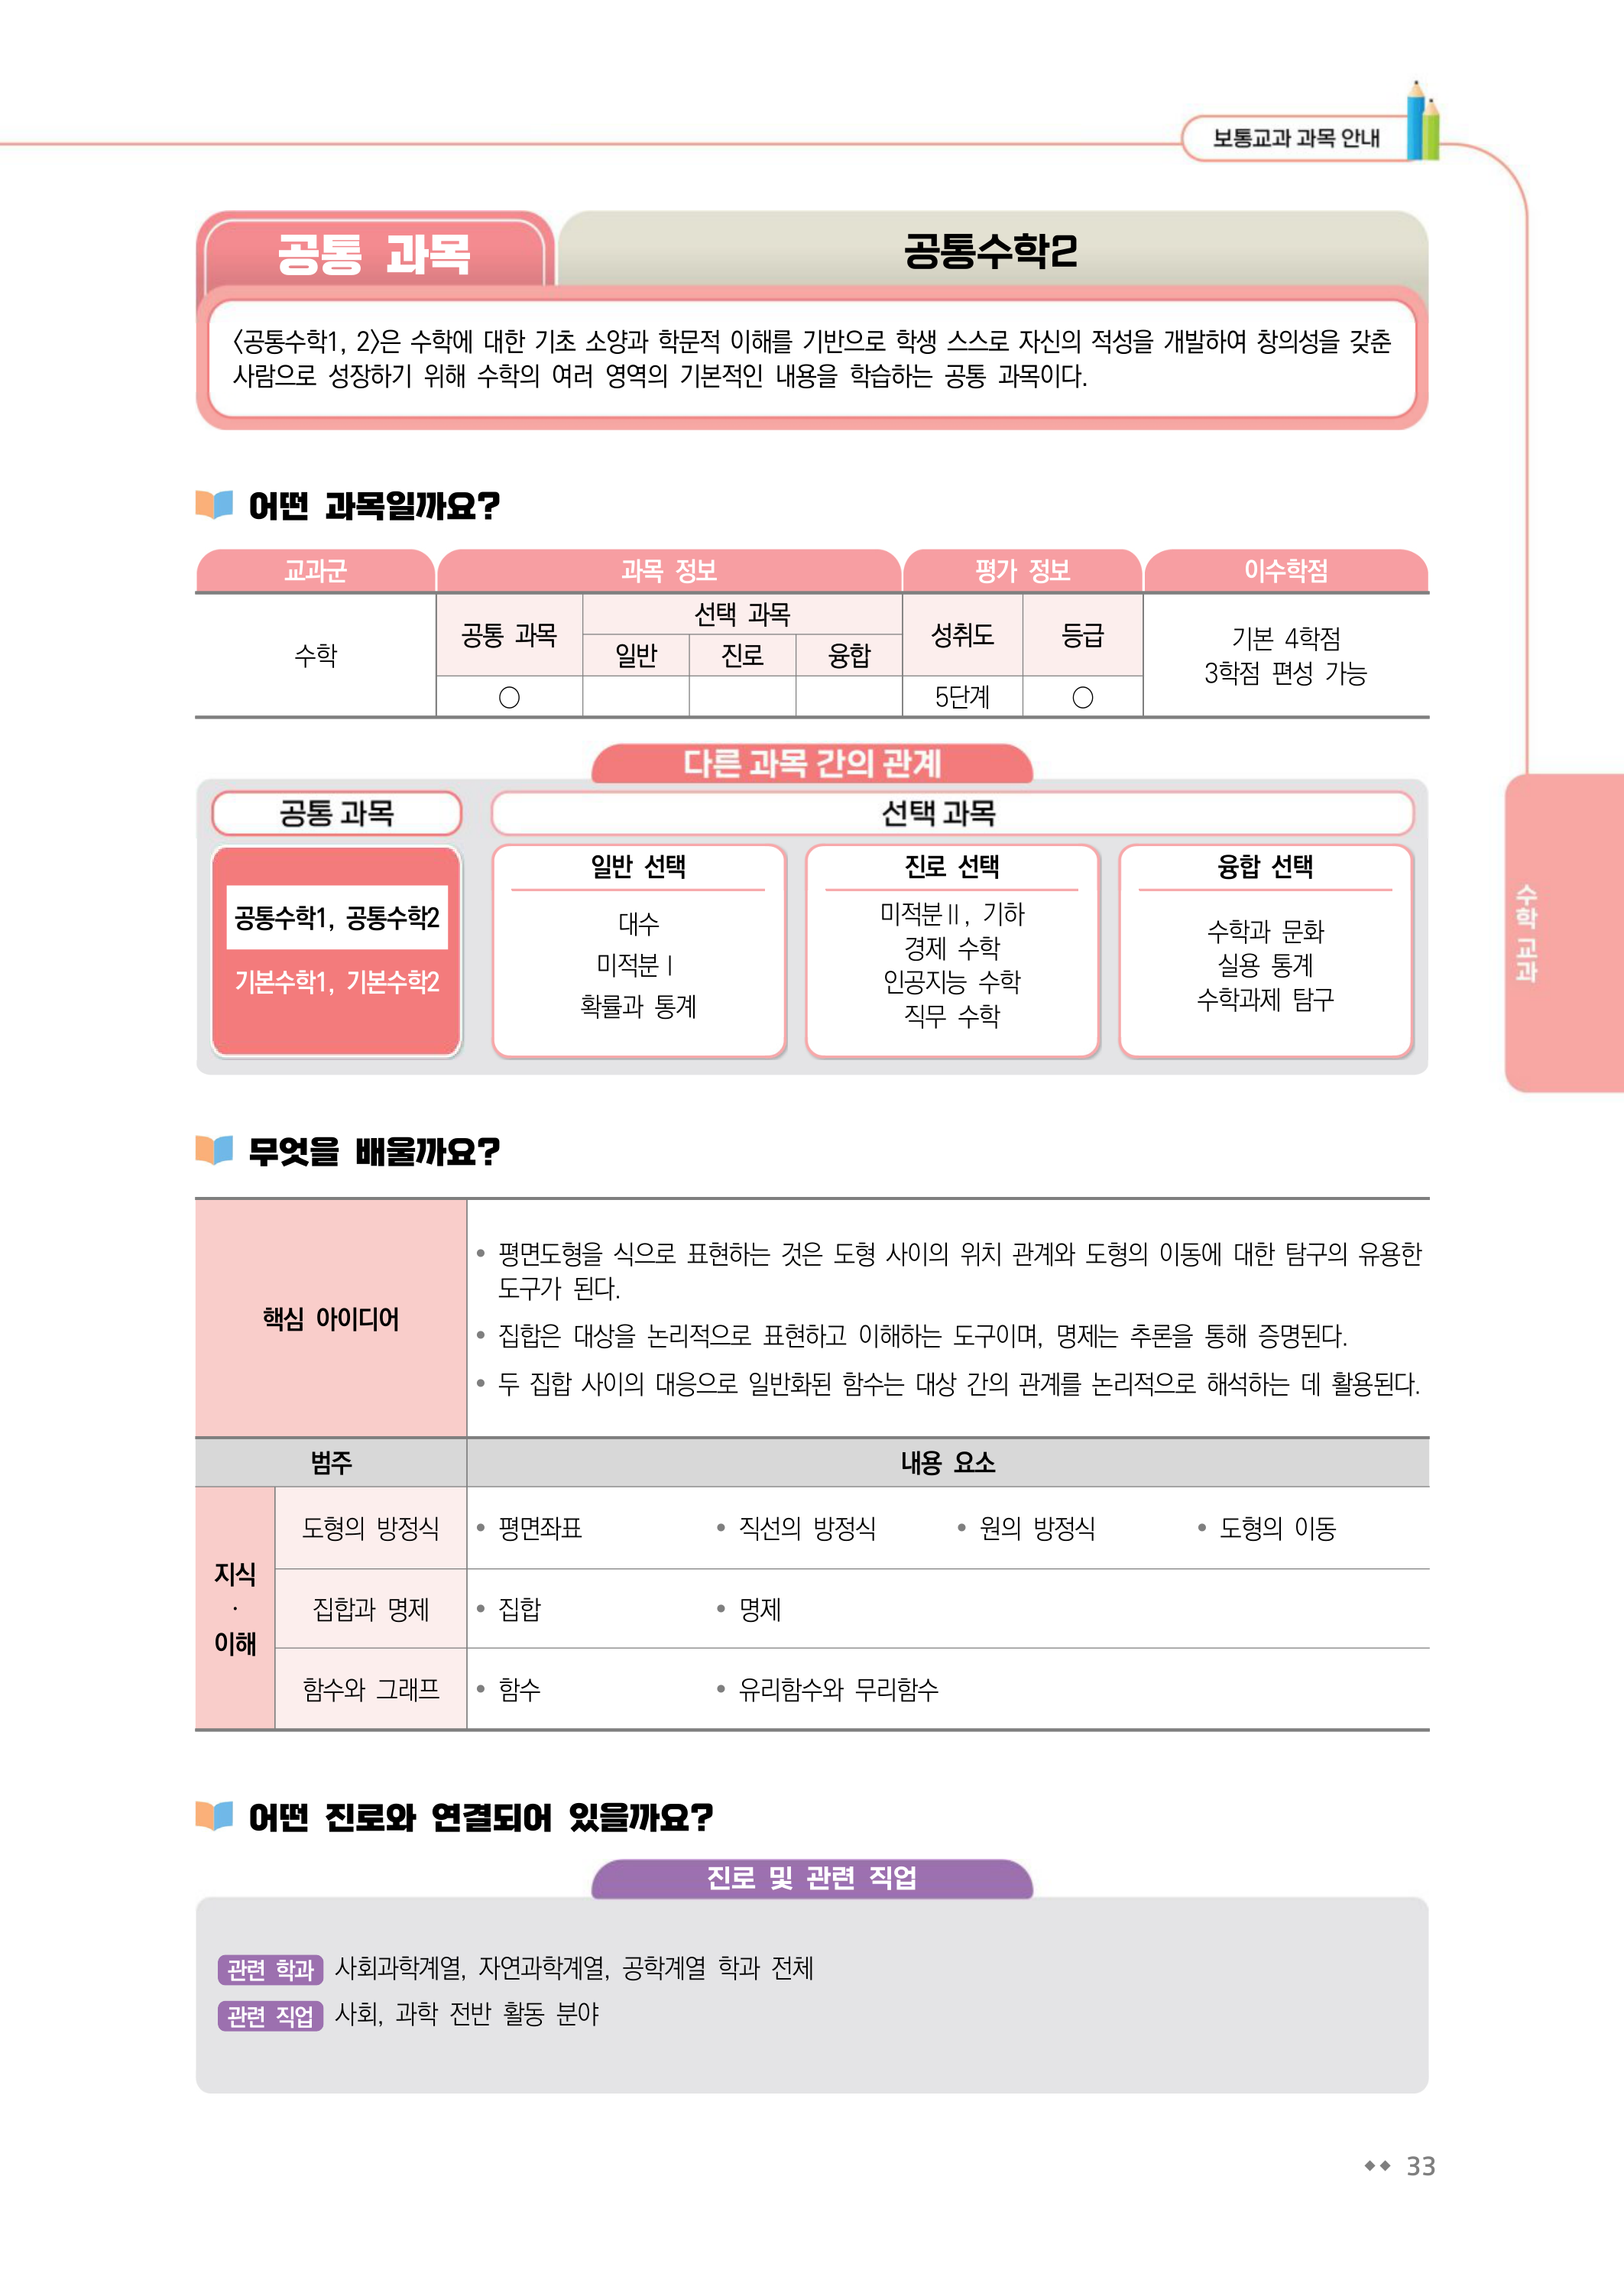 보통교과 과목 안내
공통 과목
공통수학2
〈공통수학1, 2〉은 수학에 대한 기초 소양과 학문적 이해를 기반으로 학생 스스로 자신의 적성을 개발하여 창의성을 갖춘
사람으로 성장하기 위해 수학의 여러 영역의 기본적인 내용을 학습하는 공통 과목이다.
어떤 과목일까요?
교과군 과목 정보 평가 정보 이수학점
수학 공통 과목 선택 과목 성취도 등급 기본 4학점
일반 진로 융합 3학점 편성 가능
○ 5단계 ○
다른 과목 간의 관계
공통 과목 선택 과목
공통수학1, 공통수학2
기본수학1, 기본수학2
일반 선택
대수
미적분Ⅰ
확률과 통계
진로 선택
미적분Ⅱ, 기하
경제 수학
인공지능 수학
직무 수학
융합 선택
수학과 문화
실용 통계
수학과제 탐구
수학 교과
무엇을 배울까요?
핵심 아이디어
• 평면도형을 식으로 표현하는 것은 도형 사이의 위치 관계와 도형의 이동에 대한 탐구의 유용한
도구가 된다.
• 집합은 대상을 논리적으로 표현하고 이해하는 도구이며, 명제는 추론을 통해 증명된다.
• 두 집합 사이의 대응으로 일반화된 함수는 대상 간의 관계를 논리적으로 해석하는 데 활용된다.
범주 내용 요소
지식
·
이해
도형의 방정식 • 평면좌표 • 직선의 방정식 • 원의 방정식 • 도형의 이동
집합과 명제 • 집합 • 명제
함수와 그래프 • 함수 • 유리함수와 무리함수
어떤 진로와 연결되어 있을까요?
진로 및 관련 직업
관련 학과 사회과학계열, 자연과학계열, 공학계열 학과 전체
관련 직업 사회, 과학 전반 활동 분야
◆◆ 33